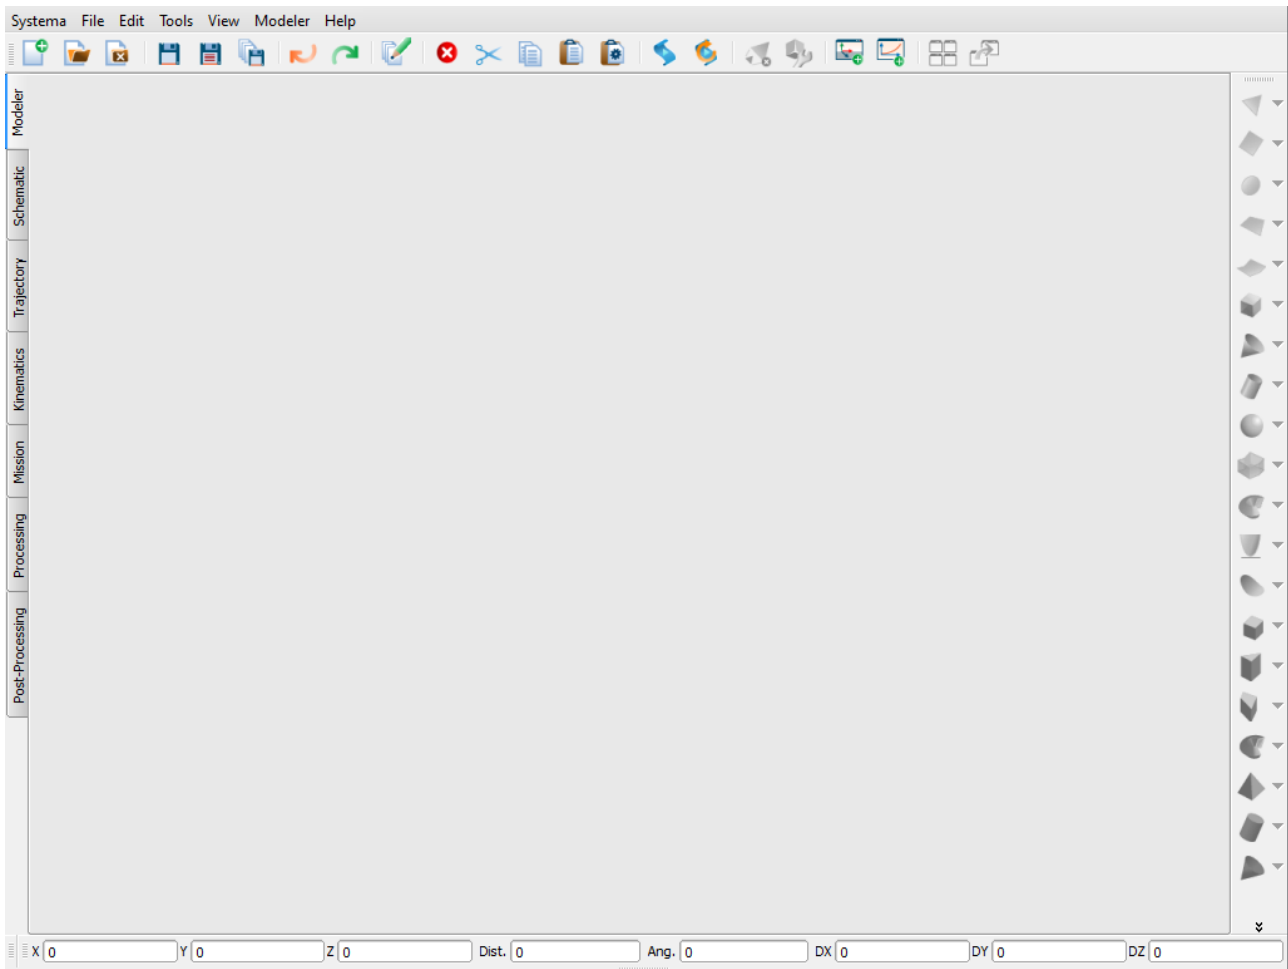 Systema File Edit Tools View Modeler Help
Modeler
Schematic
Trajectory
Kinematics
Mission
Processing
Post-Processing
X 0 Y 0 Z 0 Dist. 0 Ang. 0 DX 0 DY 0 DZ 0